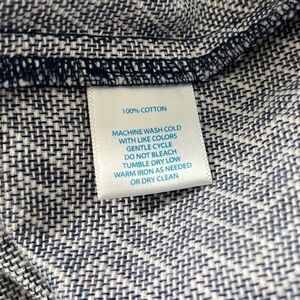 100% COTTON
MACHINE WASH COLD
WITH LIKE COLORS
GENTLE CYCLE
DO NOT BLEACH
TUMBLE DRY LOW
WARM IRON AS NEEDED
OR DRY CLEAN